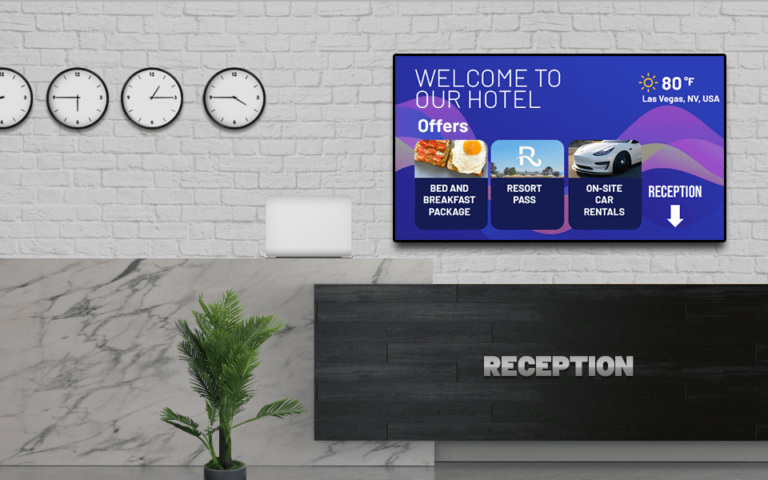 WELCOME TO
OUR HOTEL
80 °F
Las Vegas, NV, USA
Offers
R
BED AND
BREAKFAST
PACKAGE
RESORT
PASS
ON-SITE
CAR
RENTALS
RECEPTION
RECEPTION